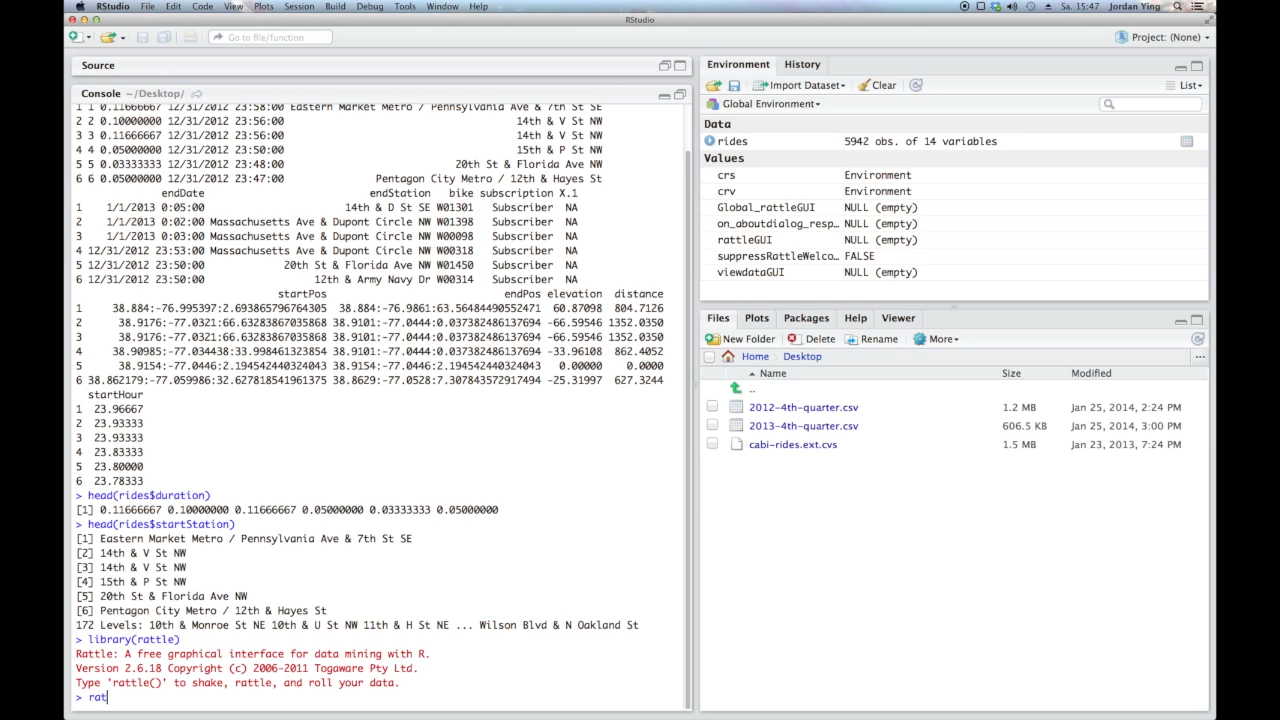 RStudio File Edit Code View Plots Session Build Debug Tools Window Help Sa. 15:47 Jordan Ying
RStudio
Go to file/function Project: (None)
Source
Console ~/Desktop/
1 1 0.11666667 12/31/2012 23:58:00 Eastern Market Metro / Pennsylvania Ave & 7th St SE
2 2 0.10000000 12/31/2012 23:56:00 14th & V St NW
3 3 0.11666667 12/31/2012 23:56:00 14th & V St NW
4 4 0.05000000 12/31/2012 23:50:00 15th & P St NW
5 5 0.03333333 12/31/2012 23:48:00 20th St & Florida Ave NW
6 6 0.05000000 12/31/2012 23:47:00 Pentagon City Metro / 12th & Hayes St
endDate endStation bike subscription X.1
1 1/1/2013 0:05:00 14th & D St SE W01301 Subscriber NA
2 1/1/2013 0:02:00 Massachusetts Ave & Dupont Circle NW W01398 Subscriber NA
3 1/1/2013 0:03:00 Massachusetts Ave & Dupont Circle NW W00098 Subscriber NA
4 12/31/2012 23:53:00 Massachusetts Ave & Dupont Circle NW W00318 Subscriber NA
5 12/31/2012 23:50:00 20th St & Florida Ave NW W01450 Subscriber NA
6 12/31/2012 23:50:00 12th & Army Navy Dr W00314 Subscriber NA
startPos endPos elevation distance
1 38.884:-76.995397:2.693865796764305 38.884:-76.9861:63.56484490552471 60.87098 804.7126
2 38.9176:-77.0321:66.63283867035868 38.9101:-77.0444:0.037382486137694 -66.59546 1352.0350
3 38.9176:-77.0321:66.63283867035868 38.9101:-77.0444:0.037382486137694 -66.59546 1352.0350
4 38.90985:-77.034438:33.998461323854 38.9101:-77.0444:0.037382486137694 -33.96108 862.4052
5 38.9154:-77.0446:2.194542440323174 38.9154:-77.0446:2.194542440323174 0.00000 0.0000
6 38.862179:-77.059986:32.627818541961375 38.8629:-77.0528:7.307843572917494 -25.31997 627.3244
startHour
1 23.96667
2 23.93333
3 23.93333
4 23.83333
5 23.80000
6 23.78333
> head(rides$duration)
[1] 0.11666667 0.10000000 0.11666667 0.05000000 0.03333333 0.05000000
> head(rides$startStation)
[1] Eastern Market Metro / Pennsylvania Ave & 7th St SE
[2] 14th & V St NW
[3] 14th & V St NW
[4] 15th & P St NW
[5] 20th St & Florida Ave NW
[6] Pentagon City Metro / 12th & Hayes St
172 Levels: 10th & Monroe St NE 10th & U St NW 11th & H St NE ... Wilson Blvd & N Oakland St
> library(rattle)
Rattle: A free graphical interface for data mining with R.
Version 2.6.18 Copyright (c) 2006-2011 Togaware Pty Ltd.
Type 'rattle()' to shake, rattle, and roll your data.
> rat
Environment History
Import Dataset Clear List
Global Environment
Data
rides 5942 obs. of 14 variables
Values
crs Environment
crv Environment
Global_rattleGUI NULL (empty)
on_aboutdialog_resp… NULL (empty)
rattleGUI NULL (empty)
suppressRattleWelco… FALSE
viewdataGUI NULL (empty)
Files Plots Packages Help Viewer
New Folder Delete Rename More
Home Desktop ...
Name Size Modified
..
2012-4th-quarter.csv 1.2 MB Jan 25, 2014, 2:24 PM
2013-4th-quarter.csv 606.5 KB Jan 25, 2014, 3:00 PM
cabi-rides.ext.cvs 1.5 MB Jan 23, 2013, 7:24 PM